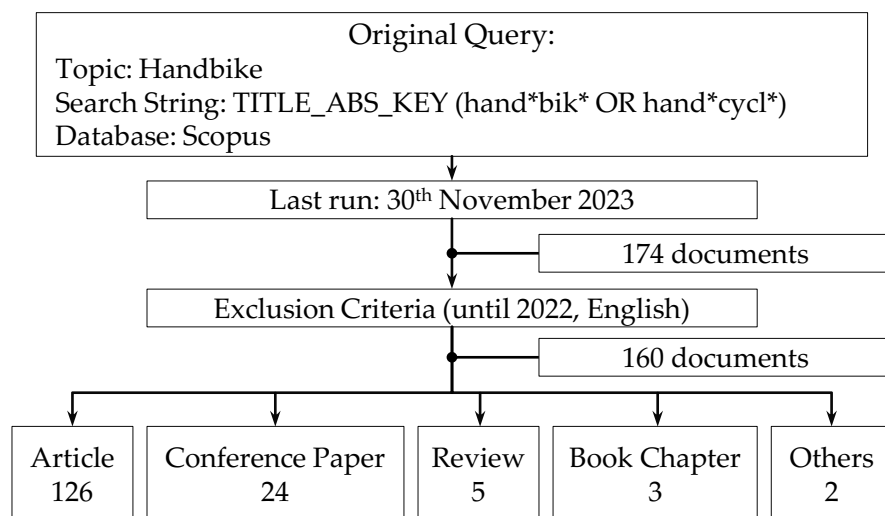 Original Query:
Topic: Handbike
Search String: TITLE_ABS_KEY (hand*bik* OR hand*cycl*)
Database: Scopus
Last run: 30th November 2023
174 documents
Exclusion Criteria (until 2022, English)
160 documents
Article
126
Conference Paper
24
Review
5
Book Chapter
3
Others
2